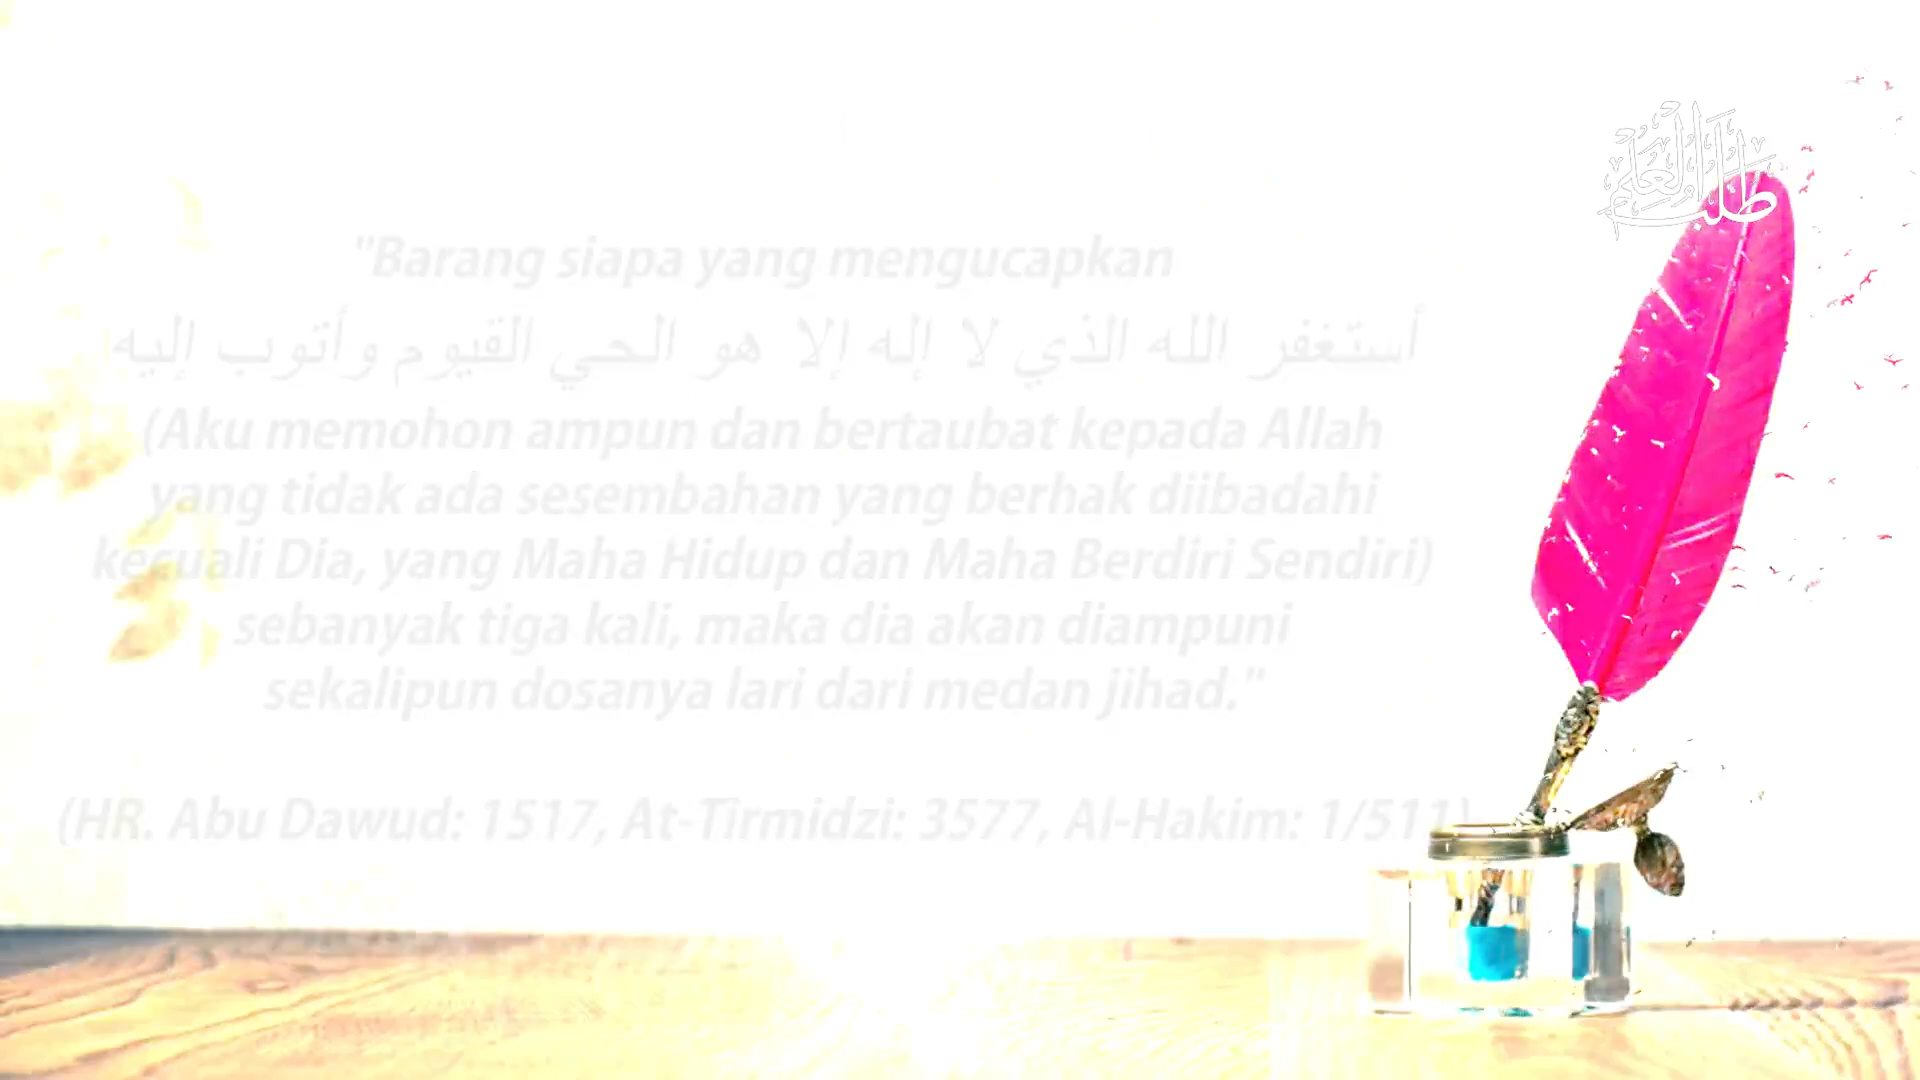 طلب العلم
"Barang siapa yang mengucapkan
أستغفر الله الذي لا إله إلا هو الحي القيوم وأتوب إليه
(Aku memohon ampun dan bertaubat kepada Allah
yang tidak ada sesembahan yang berhak diibadahi
kecuali Dia, yang Maha Hidup dan Maha Berdiri Sendiri)
sebanyak tiga kali, maka dia akan diampuni
sekalipun dosanya lari dari medan jihad."
(HR. Abu Dawud: 1517, At-Tirmidzi: 3577, Al-Hakim: 1/511)